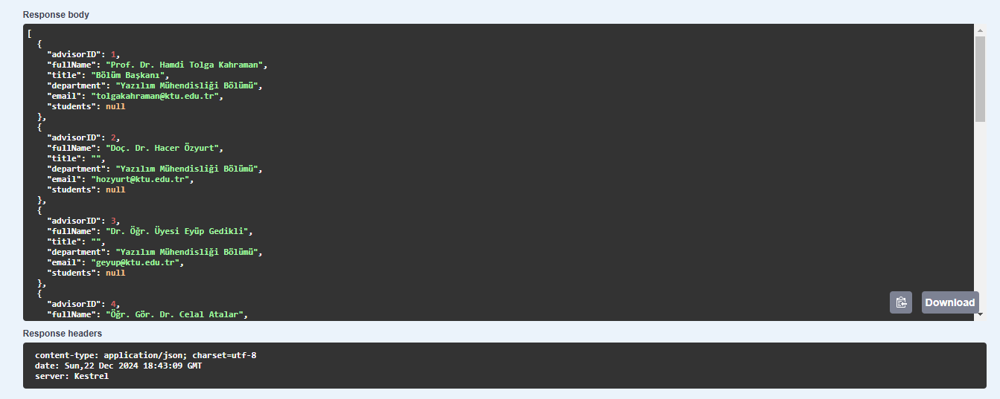 Response body
[
  {
    "advisorID": 1,
    "fullName": "Prof. Dr. Hamdi Tolga Kahraman",
    "title": "Bölüm Başkanı",
    "department": "Yazılım Mühendisliği Bölümü",
    "email": "tolgakahraman@ktu.edu.tr",
    "students": null
  },
  {
    "advisorID": 2,
    "fullName": "Doç. Dr. Hacer Özyurt",
    "title": "",
    "department": "Yazılım Mühendisliği Bölümü",
    "email": "hozyurt@ktu.edu.tr",
    "students": null
  },
  {
    "advisorID": 3,
    "fullName": "Dr. Öğr. Üyesi Eyüp Gedikli",
    "title": "",
    "department": "Yazılım Mühendisliği Bölümü",
    "email": "geyup@ktu.edu.tr",
    "students": null
  },
  {
    "advisorID": 4,
    "fullName": "Öğr. Gör. Dr. Celal Atalar",
Download
Response headers
content-type: application/json; charset=utf-8
date: Sun,22 Dec 2024 18:43:09 GMT
server: Kestrel